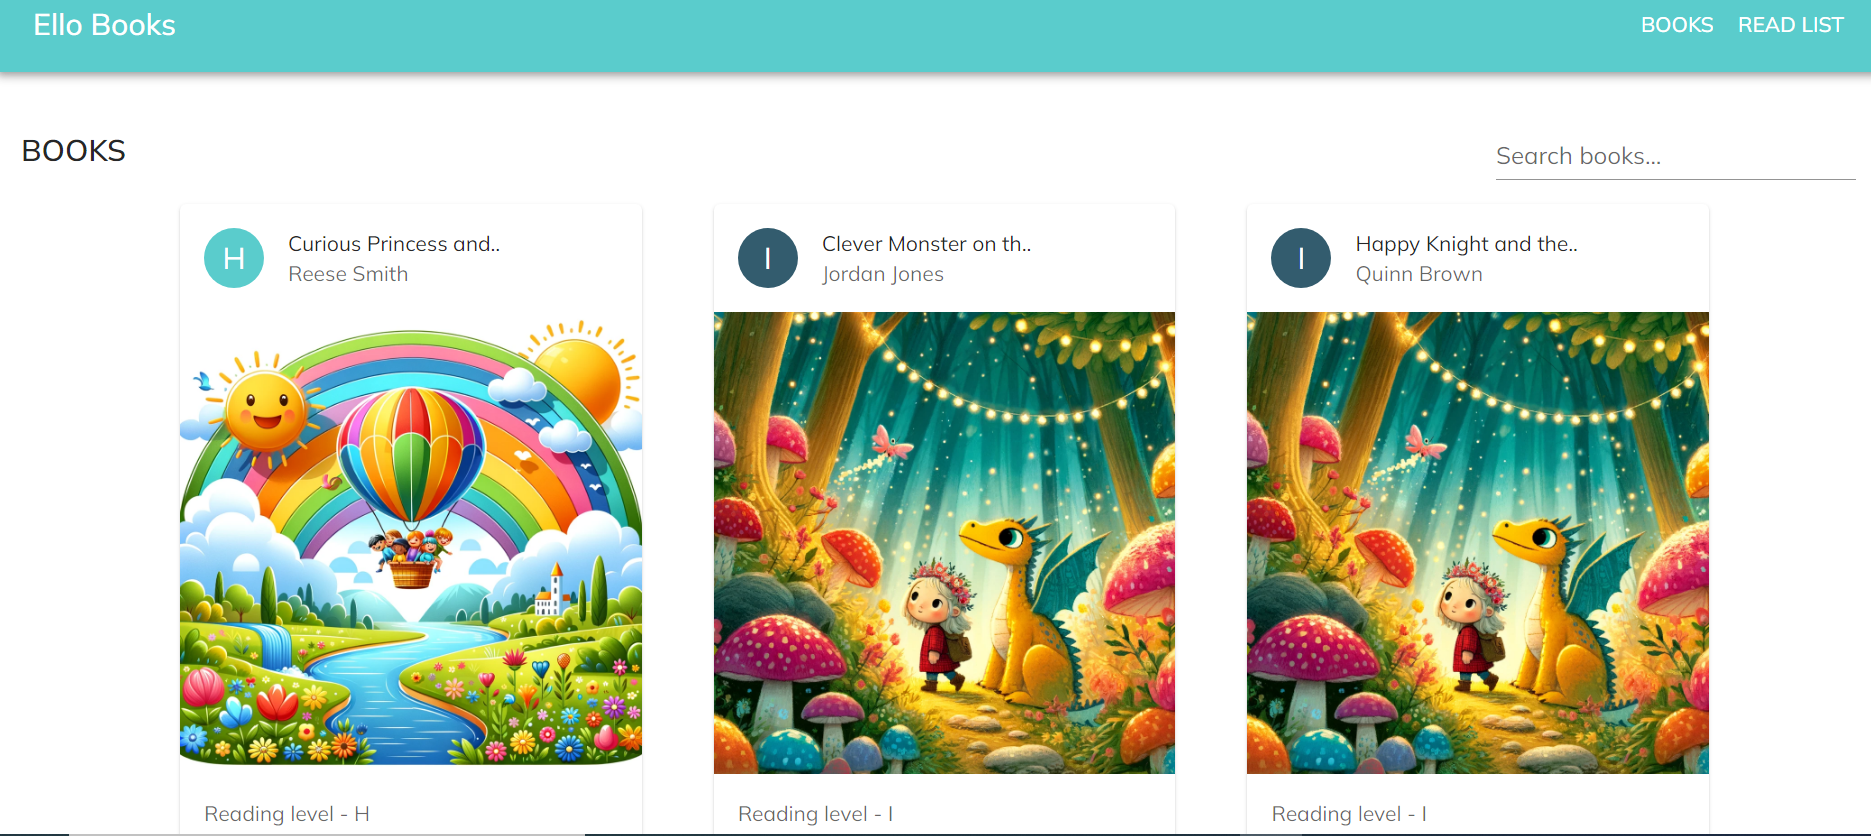 Ello Books
BOOKS READ LIST
BOOKS
Search books...
H
Curious Princess and..
Reese Smith
I
Clever Monster on th..
Jordan Jones
I
Happy Knight and the..
Quinn Brown
Reading level - H
Reading level - I
Reading level - I